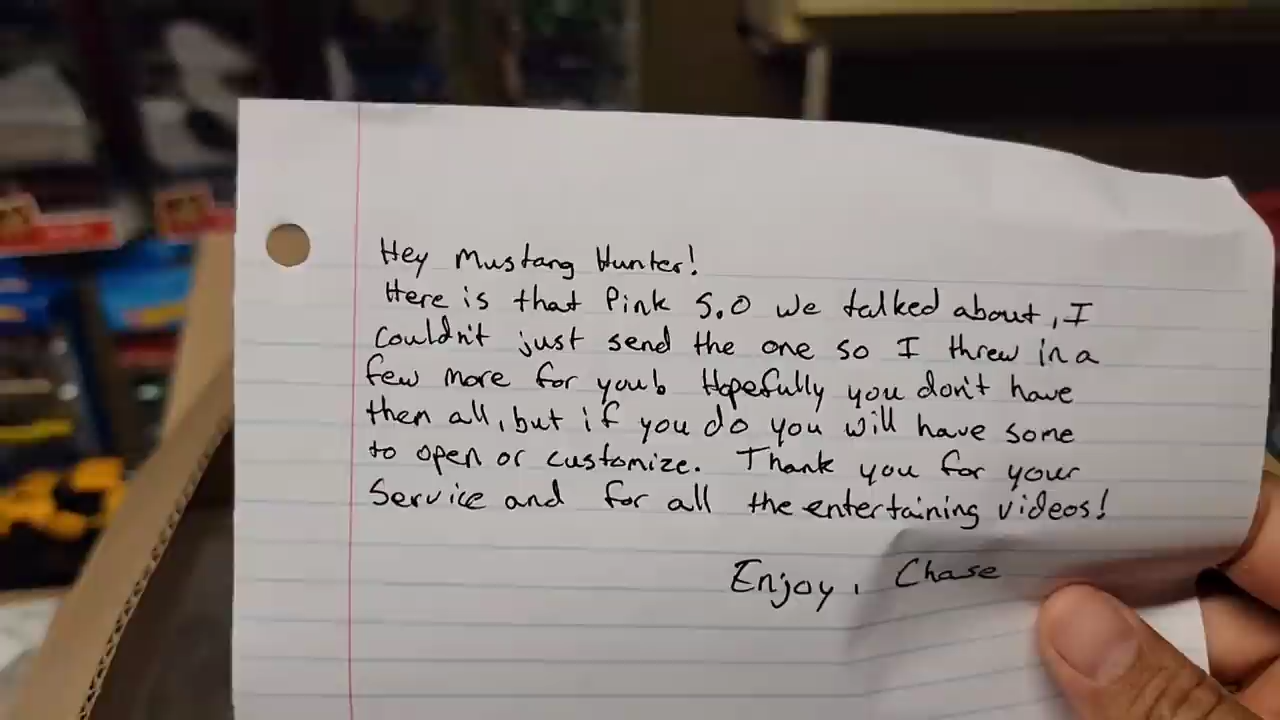 Hey Mustang Hunter!
Here is that Pink 5.0 we talked about, I
couldn't just send the one so I threw in a
few more for you! Hopefully you don't have
them all, but if you do you will have some
to open or customize. Thank you for your
Service and for all the entertaining videos!
Enjoy, Chase